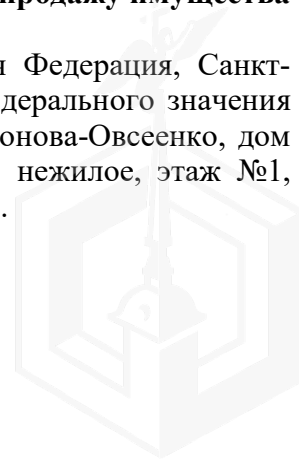 продажу имущества
Федерация, Санкт-
дерального значения
онова-Овсеенко, дом
нежилое, этаж №1,